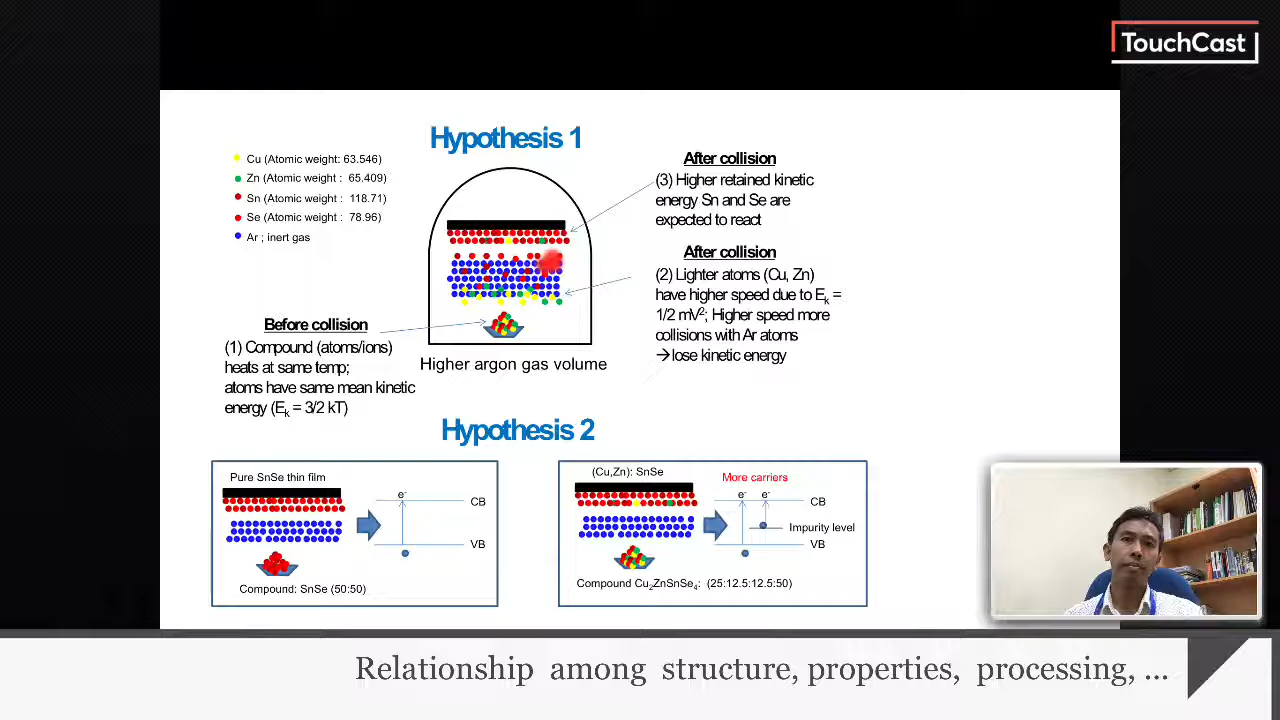 TouchCast
Hypothesis 1
Cu (Atomic weight: 63.546)
Zn (Atomic weight : 65.409)
Sn (Atomic weight : 118.71)
Se (Atomic weight : 78.96)
Ar ; inert gas
After collision
(3) Higher retained kinetic
energy Sn and Se are
expected to react
After collision
(2) Lighter atoms (Cu, Zn)
have higher speed due to Ek =
1/2 mV²; Higher speed more
collisions with Ar atoms
→lose kinetic energy
Before collision
(1) Compound (atoms/ions)
heats at same temp;
atoms have same mean kinetic
energy (Ek = 3/2 kT)
Higher argon gas volume
Hypothesis 2
Pure SnSe thin film
e-
CB
VB
Compound: SnSe (50:50)
(Cu,Zn): SnSe
More carriers
e- e-
CB
Impurity level
VB
Compound Cu2ZnSnSe4: (25:12.5:12.5:50)
Relationship among structure, properties, processing, ...